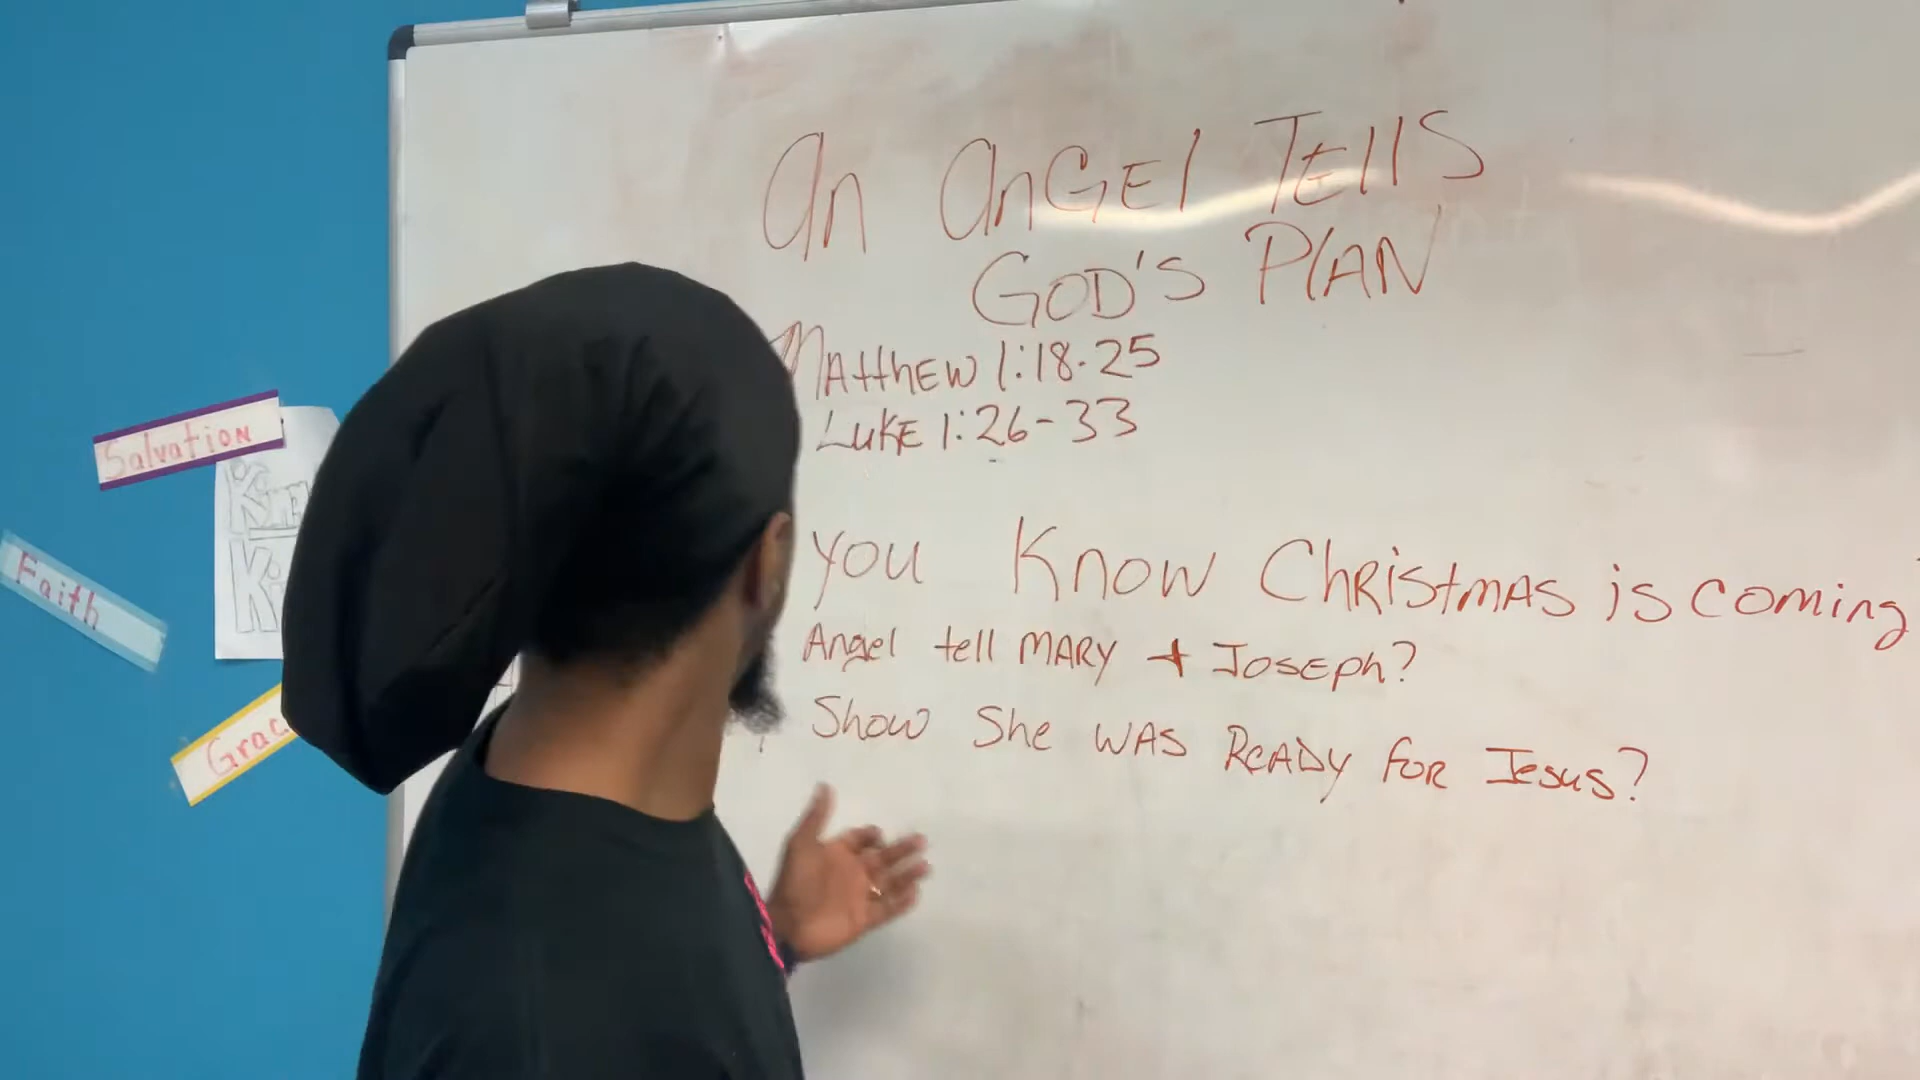 An AnGEl TEllS
GOD'S PlAN
MAtthEW 1:18-25
LukE 1:26-33
you Know ChRistmAS is coming
Angel tell MARY + JOSEPh?
Show She WAS ReADy foR Jesus?
Salvation
Faith
Grac